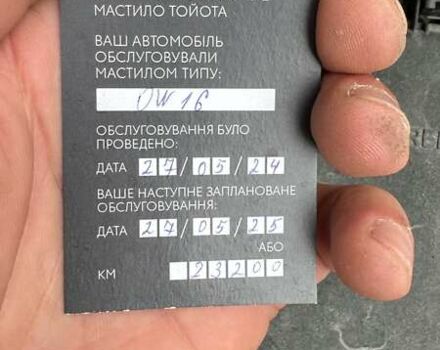 МАСТИЛО ТОЙОТА
ВАШ АВТОМОБІЛЬ
ОБСЛУГОВУВАЛИ
МАСТИЛОМ ТИПУ:
OW 16
ОБСЛУГОВУВАННЯ БУЛО
ПРОВЕДЕНО:
ДАТА 27/05/24
ВАШЕ НАСТУПНЕ ЗАПЛАНОВАНЕ
ОБСЛУГОВУВАННЯ:
ДАТА 27/05/25
АБО
КМ 23200